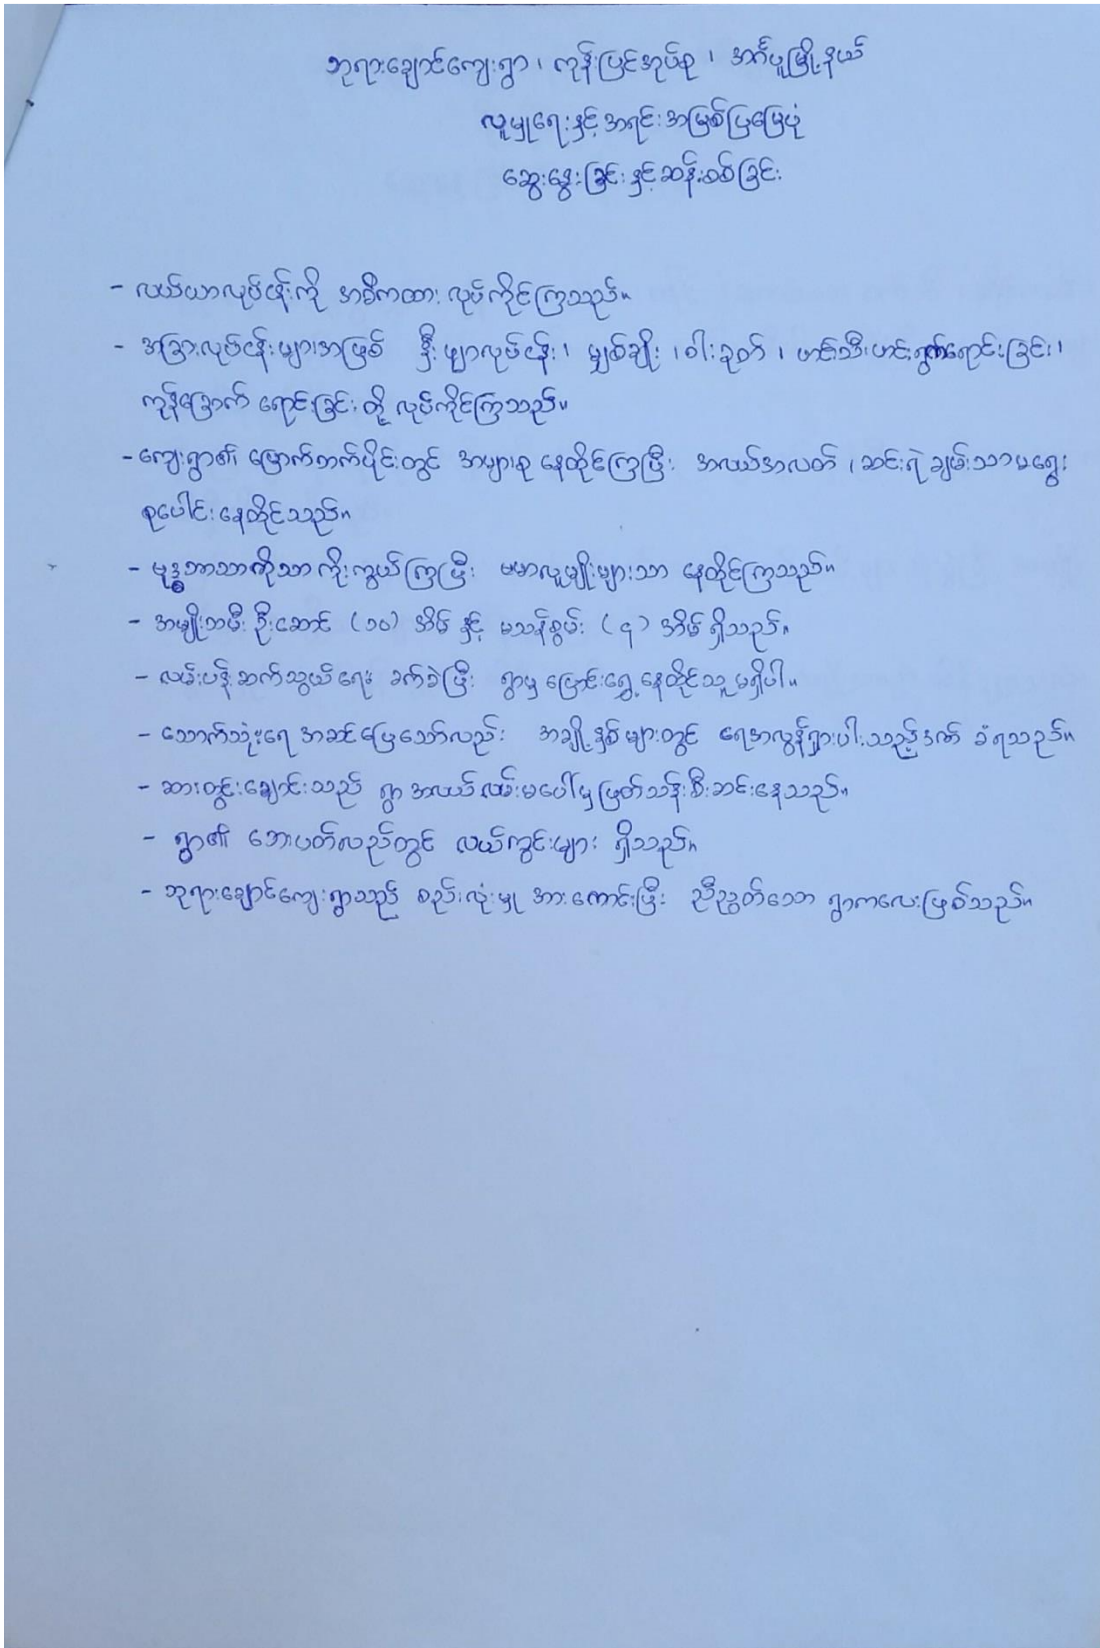 ဘုရားချောင်ကျေးရွာ ၊ ကုန်းပြင်အုပ်စု ၊ အင်္ဂပူမြို့နယ်
လူမှုရေးနှင့်အရင်းအမြစ်ပြမြေပုံ
ဆွေးနွေးခြင်းနှင့်ဆန်းစစ်ခြင်း
- လယ်ယာလုပ်ငန်းကို အဓိကထား လုပ်ကိုင်ကြသည်။
- အခြားလုပ်ငန်းများအဖြစ် နှီးဖျာလုပ်ငန်း ၊ မျှစ်ချိုး ၊ ဝါးခုတ် ၊ ဟင်းသီးဟင်းရွက်ရောင်းခြင်း ၊
ကုန်ခြောက် ရောင်းခြင်းတို့ လုပ်ကိုင်ကြသည်။
- ကျေးရွာ၏ မြောက်ဘက်ပိုင်းတွင် အများစု နေထိုင်ကြပြီး အလယ်အလတ် ၊ ဆင်းရဲ ချမ်းသာမရွေး
စုပေါင်းနေထိုင်သည်။
- ဗုဒ္ဓဘာသာကိုသာ ကိုးကွယ်ကြပြီး ဗမာလူမျိုးများသာ နေထိုင်ကြသည်။
- အမျိုးသမီးဦးဆောင် (၁၀) အိမ် နှင့် မသန်စွမ်း (၄) အိမ် ရှိသည်။
- လမ်းပန်းဆက်သွယ်ရေး ခက်ခဲပြီး ရွာမှ ပြောင်းရွှေ့နေထိုင်သူ မရှိပါ။
- သောက်သုံးရေ အဆင်ပြေသော်လည်း အချို့နှစ်များတွင် ရေအလွန်ရှားပါးသည့်ဒဏ် ခံရသည်။
- ဆားတွင်းချောင်းသည် ရွာအလယ်လမ်းမပေါ်မှ ဖြတ်သန်းစီးဆင်းနေသည်။
- ရွာ၏ ဘေးပတ်လည်တွင် လယ်ကွင်းများ ရှိသည်။
- ဘုရားချောင်ကျေးရွာသည် စည်းလုံးမှု အားကောင်းပြီး ညီညွတ်သော ရွာကလေးဖြစ်သည်။